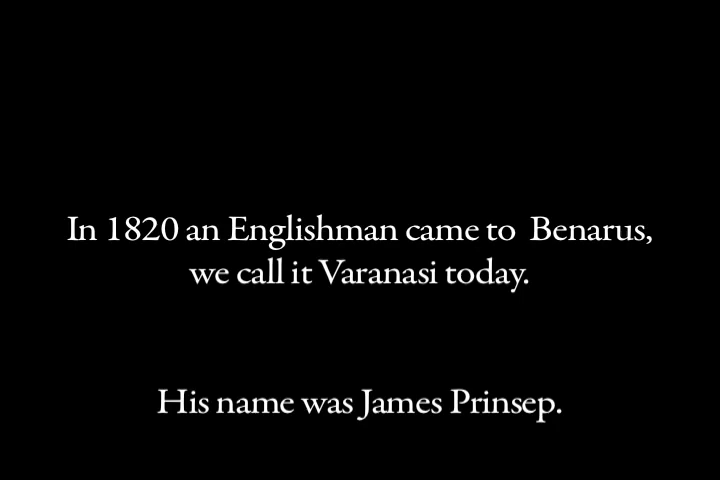 In 1820 an Englishman came to Benarus,
we call it Varanasi today.
His name was James Prinsep.